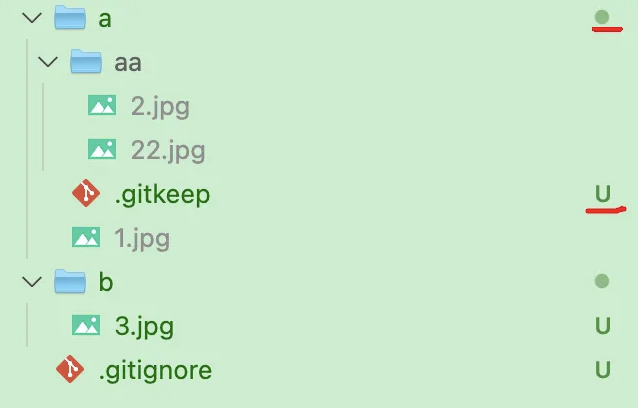 a
aa
2.jpg
22.jpg
.gitkeep U
1.jpg
b
3.jpg U
.gitignore U